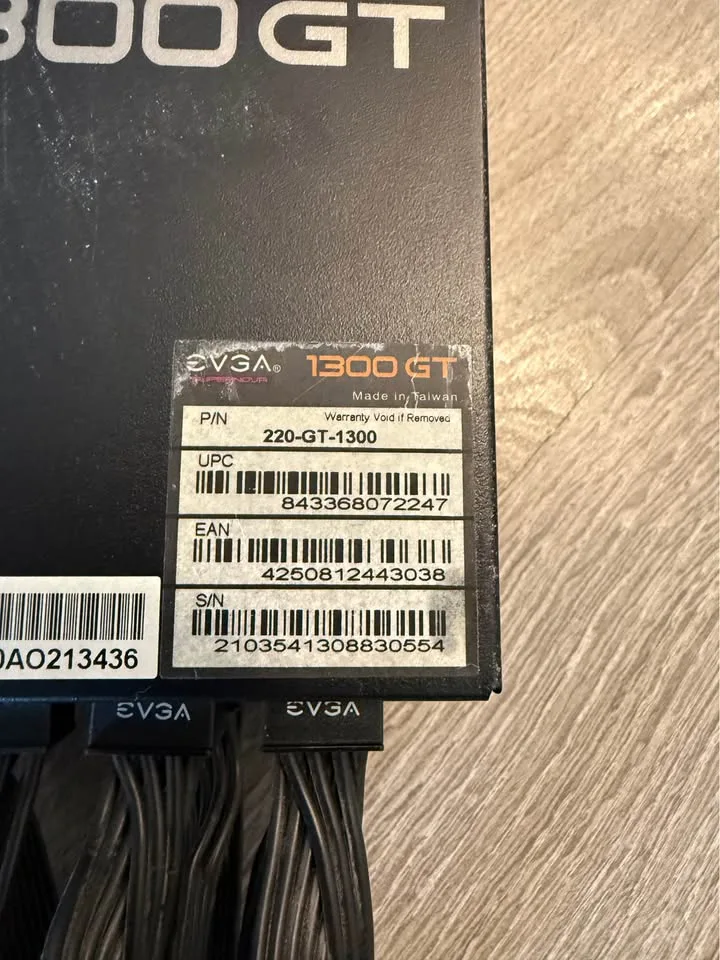 300 GT
EVGA® 1300 GT
SUPERNOVA
Made in Taiwan
P/N Warranty Void if Removed
220-GT-1300
UPC
843368072247
EAN
4250812443038
S/N
2103541308830554
0AO213436
EVGA EVGA